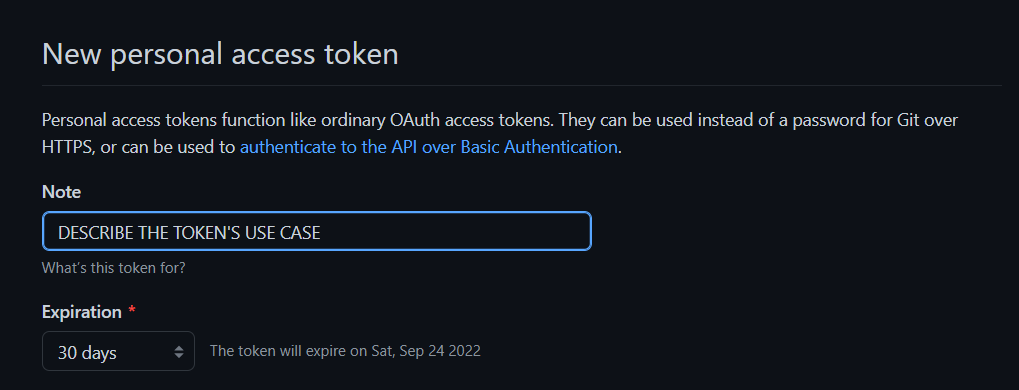 New personal access token
Personal access tokens function like ordinary OAuth access tokens. They can be used instead of a password for Git over
HTTPS, or can be used to authenticate to the API over Basic Authentication.
Note
DESCRIBE THE TOKEN'S USE CASE
What's this token for?
Expiration *
30 days The token will expire on Sat, Sep 24 2022